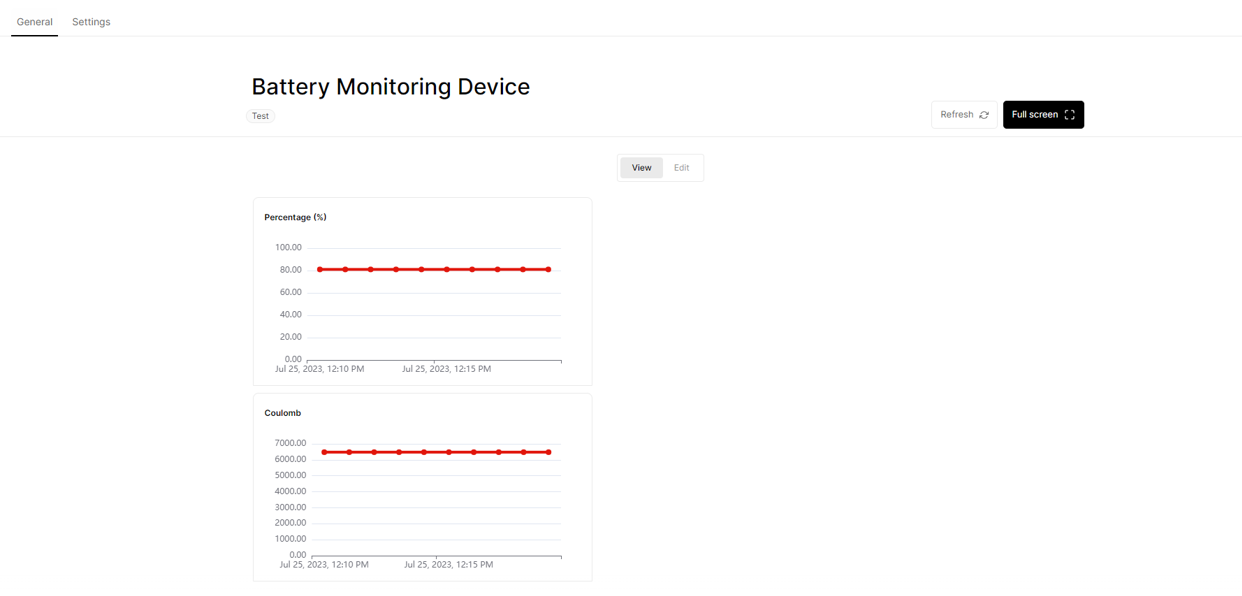 General Settings
Battery Monitoring Device
Test
Refresh Full screen
View Edit
Percentage (%)
100.00
80.00
60.00
40.00
20.00
0.00
Jul 25, 2023, 12:10 PM Jul 25, 2023, 12:15 PM
Coulomb
7000.00
6000.00
5000.00
4000.00
3000.00
2000.00
1000.00
0.00
Jul 25, 2023, 12:10 PM Jul 25, 2023, 12:15 PM